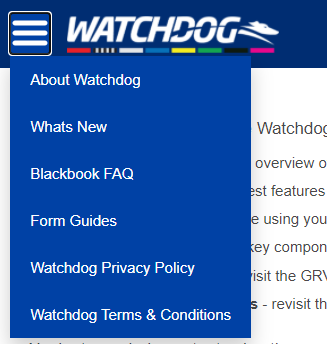 WATCHDOG
About Watchdog
Whats New
Blackbook FAQ
Form Guides
Watchdog Privacy Policy
Watchdog Terms & Conditions
Watchdog
overview o
est features
e using you
key compon
visit the GRV
s - revisit th